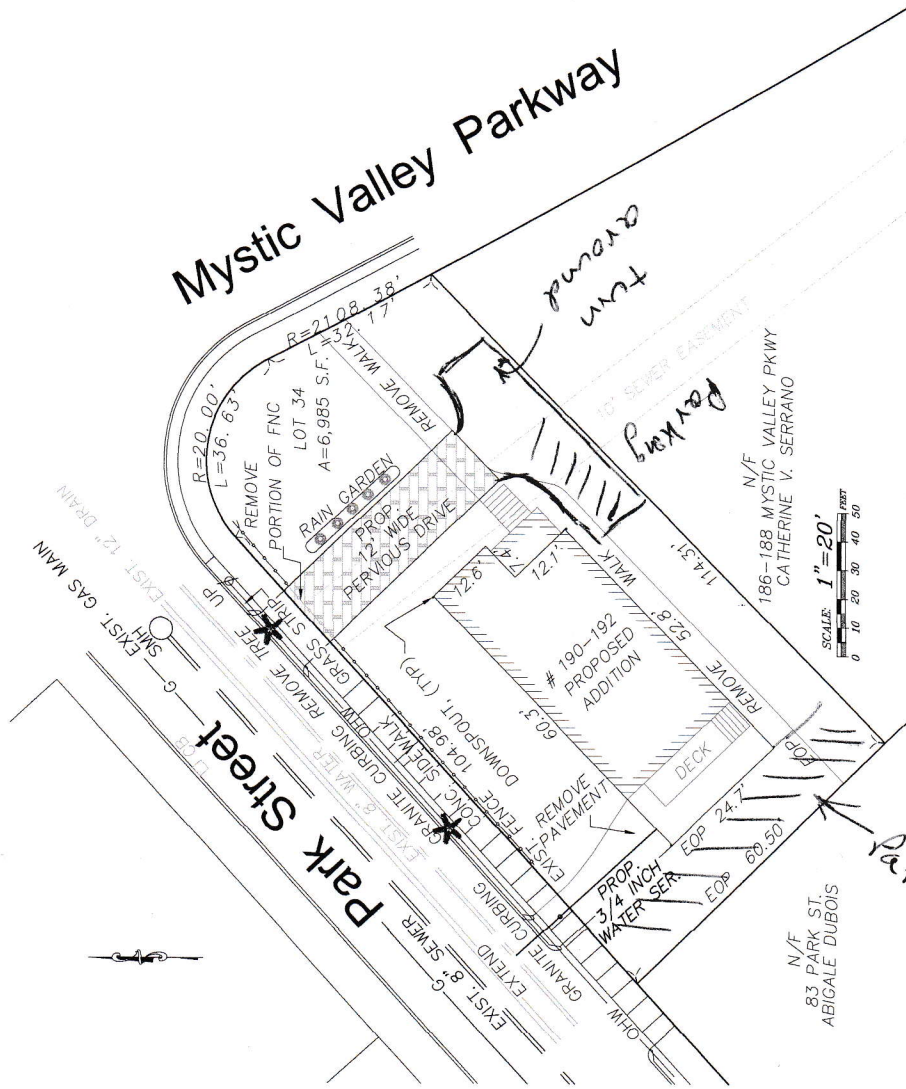 Mystic Valley Parkway
R=2108.38'
L=32.17'
R=20.00'
L=36.63'
LOT 34
A=6,985 S.F.
REMOVE WALK
REMOVE
PORTION OF FNC
RAIN GARDEN
PROP.
12' WIDE
PERVIOUS DRIVE
turn
around
Parking
10' SEWER EASEMENT
N/F
186-188 MYSTIC VALLEY PKWY
CATHERINE V. SERRANO
114.31'
SCALE: 1"=20'
0 10 20 30 40 50 FEET
EXIST. 12" DRAIN
EXIST. GAS MAIN
SMH
G
G
UP
CB
TREE
REMOVE
GRASS STRIP
EXIST. 8" WATER
OHW
GRANITE CURBING
CONC. SIDEWALK
104.98'
FENCE
DOWNSPOUT, (TYP)
12.6'
7.4'
12.1'
# 190-192
PROPOSED
ADDITION
60.3'
52.8'
REMOVE WALK
DECK
EXIST.
REMOVE
PAVEMENT
Park Street
G
G
EXIST. 8" SEWER
EXTEND
GRANITE CURBING
OHW
PROP.
3/4 INCH
WATER SER.
EOP
24.7'
EOP
EOP
60.50
N/F
83 PARK ST.
ABIGALE DUBOIS